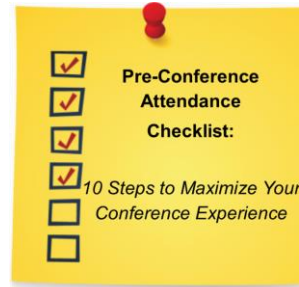 Pre-Conference
Attendance
Checklist:
10 Steps to Maximize Your
Conference Experience